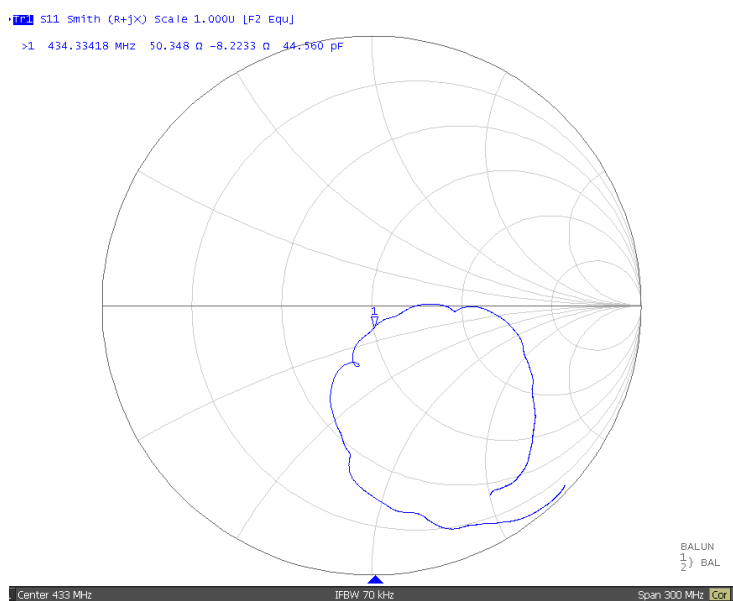 Tr1 S11 Smith (R+jX) Scale 1.000U [F2 Equ]
>1 434.33418 MHz 50.348 Ω -8.2233 Ω 44.560 pF
1
BALUN
1
2} BAL
Center 433 MHz IFBW 70 kHz Span 300 MHz Cor